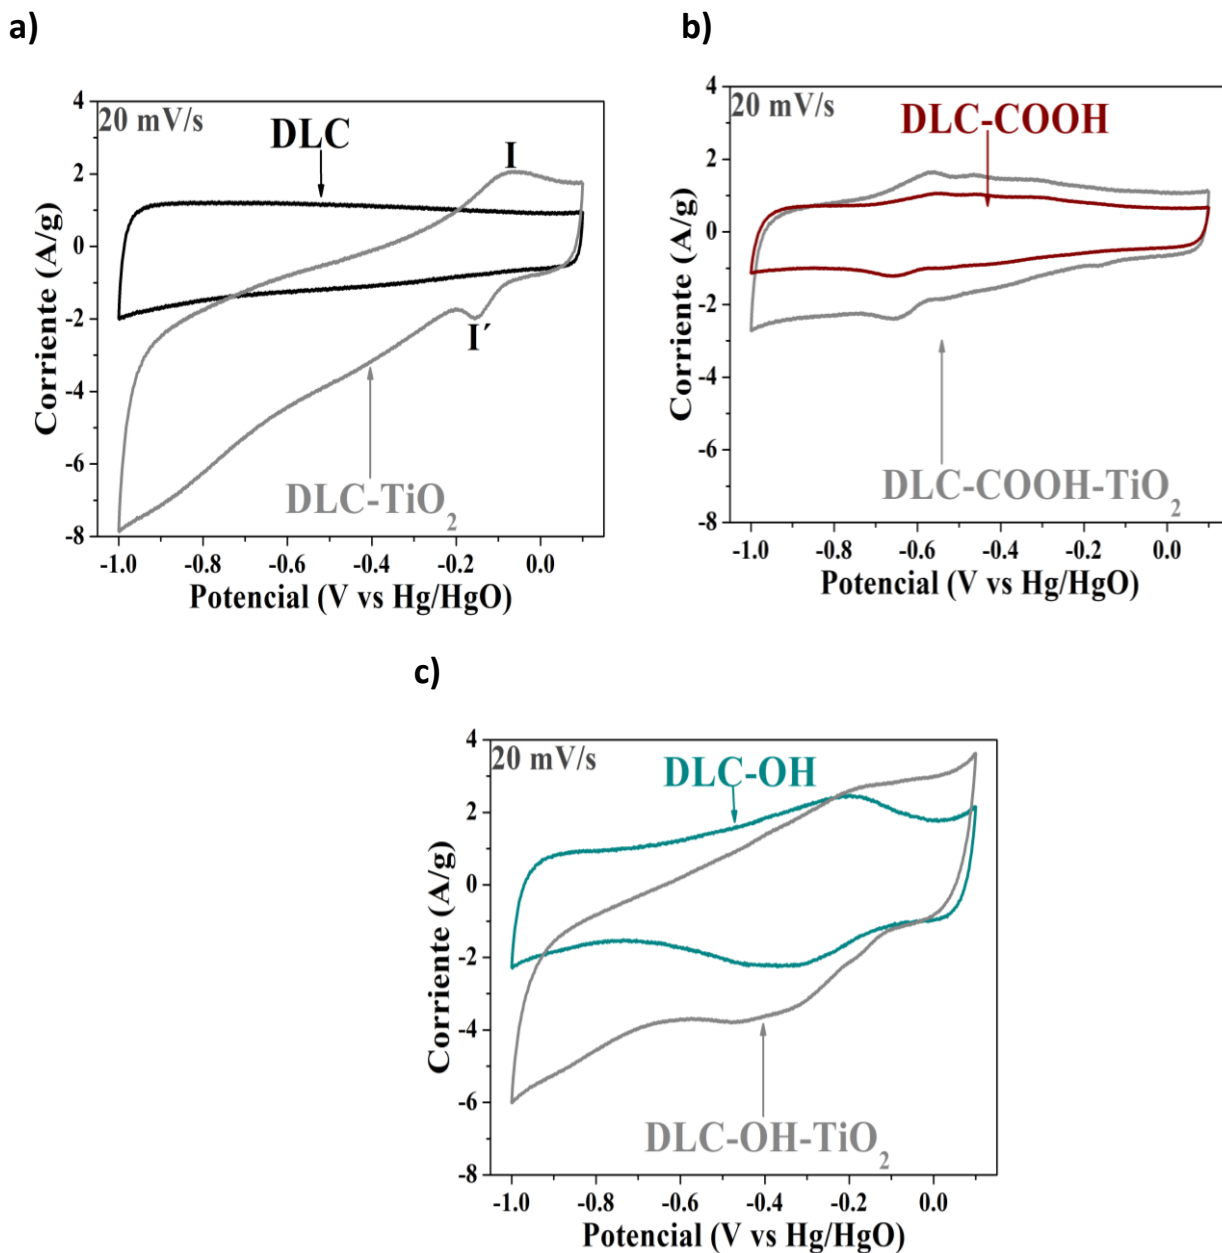 a)
20 mV/s
DLC
I
I´
DLC-TiO₂
4
2
0
-2
-4
-6
-8
Corriente (A/g)
-1.0 -0.8 -0.6 -0.4 -0.2 0.0
Potencial (V vs Hg/HgO)
b)
20 mV/s
DLC-COOH
DLC-COOH-TiO₂
4
2
0
-2
-4
-6
-8
Corriente (A/g)
-1.0 -0.8 -0.6 -0.4 -0.2 0.0
Potencial (V vs Hg/HgO)
c)
20 mV/s
DLC-OH
DLC-OH-TiO₂
4
2
0
-2
-4
-6
-8
Corriente (A/g)
-1.0 -0.8 -0.6 -0.4 -0.2 0.0
Potencial (V vs Hg/HgO)